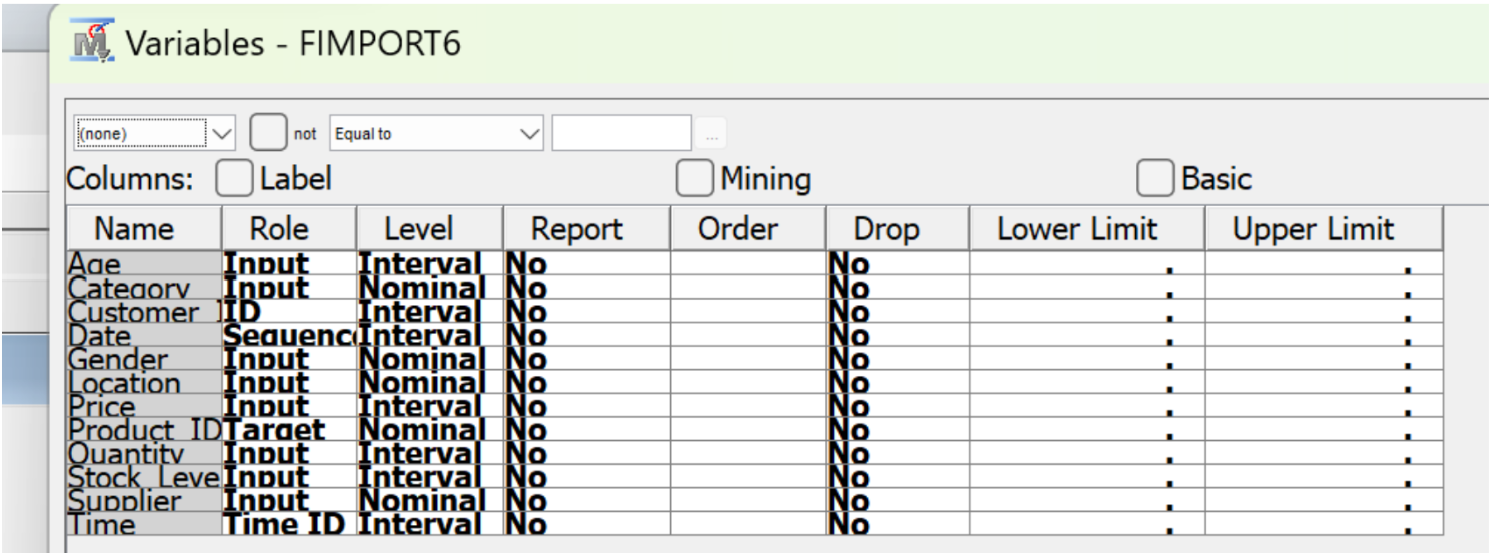 Variables - FIMPORT6
(none) not Equal to ...
Columns: Label Mining Basic
Name Role Level Report Order Drop Lower Limit Upper Limit
Age Input Interval No No . .
Category Input Nominal No No . .
Customer_ID Interval No No . .
Date Sequence Interval No No . .
Gender Input Nominal No No . .
Location Input Nominal No No . .
Price Input Interval No No . .
Product_ID Target Nominal No No . .
Quantity Input Interval No No . .
Stock_Leve Input Interval No No . .
Supplier Input Nominal No No . .
Time Time ID Interval No No . .